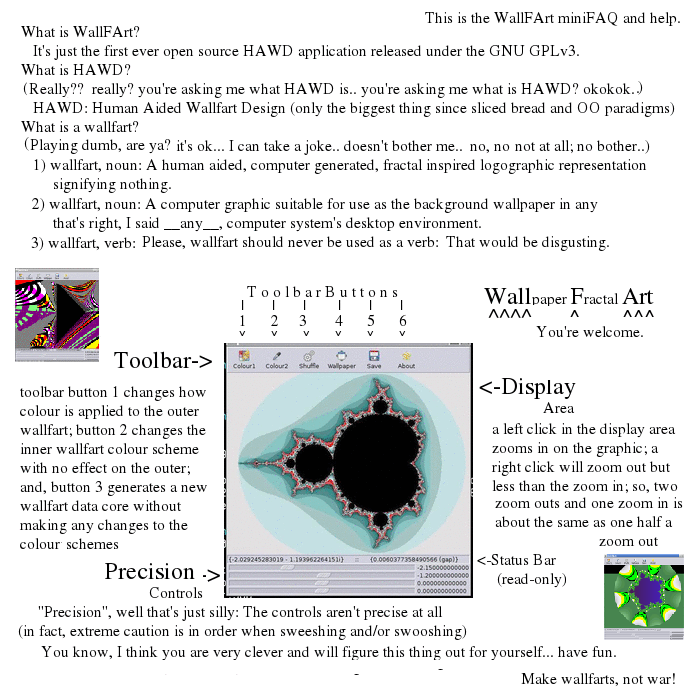 This is the WallFArt miniFAQ and help.
What is WallFArt?
It's just the first ever open source HAWD application released under the GNU GPLv3.
What is HAWD?
(Really?? really? you're asking me what HAWD is.. you're asking me what is HAWD? okokok..)
HAWD: Human Aided Wallfart Design (only the biggest thing since sliced bread and OO paradigms)
What is a wallfart?
(Playing dumb, are ya? it's ok... I can take a joke.. doesn't bother me.. no, no not at all; no bother..)
1) wallfart, noun: A human aided, computer generated, fractal inspired logographic representation
signifying nothing.
2) wallfart, noun: A computer graphic suitable for use as the background wallpaper in any
that's right, I said __any__, computer system's desktop environment.
3) wallfart, verb: Please, wallfart should never be used as a verb: That would be disgusting.
ToolbarButtons
| | | | | |
1 2 3 4 5 6
v v v v v v
Wallpaper Fractal Art
^^^^ ^ ^^^
You're welcome.
Toolbar->
Colour1 Colour2 Shuffle Wallpaper Save About
toolbar button 1 changes how
colour is applied to the outer
wallfart; button 2 changes the
inner wallfart colour scheme
with no effect on the outer;
and, button 3 generates a new
wallfart data core without
making any changes to the
colour schemes
<-Display
Area
a left click in the display area
zooms in on the graphic; a
right click will zoom out but
less than the zoom in; so, two
zoom outs and one zoom in is
about the same as one half a
zoom out
{-2.029245283019 - 1.193962264151i} :: {0.0060377358490566 (gap)}
<-Status Bar
(read-only)
-2.150000000000
-1.200000000000
0.000000000000
0.000000000000
Precision ->
Controls
"Precision", well that's just silly: The controls aren't precise at all
(in fact, extreme caution is in order when sweeshing and/or swooshing)
You know, I think you are very clever and will figure this thing out for yourself... have fun.
Make wallfarts, not war!